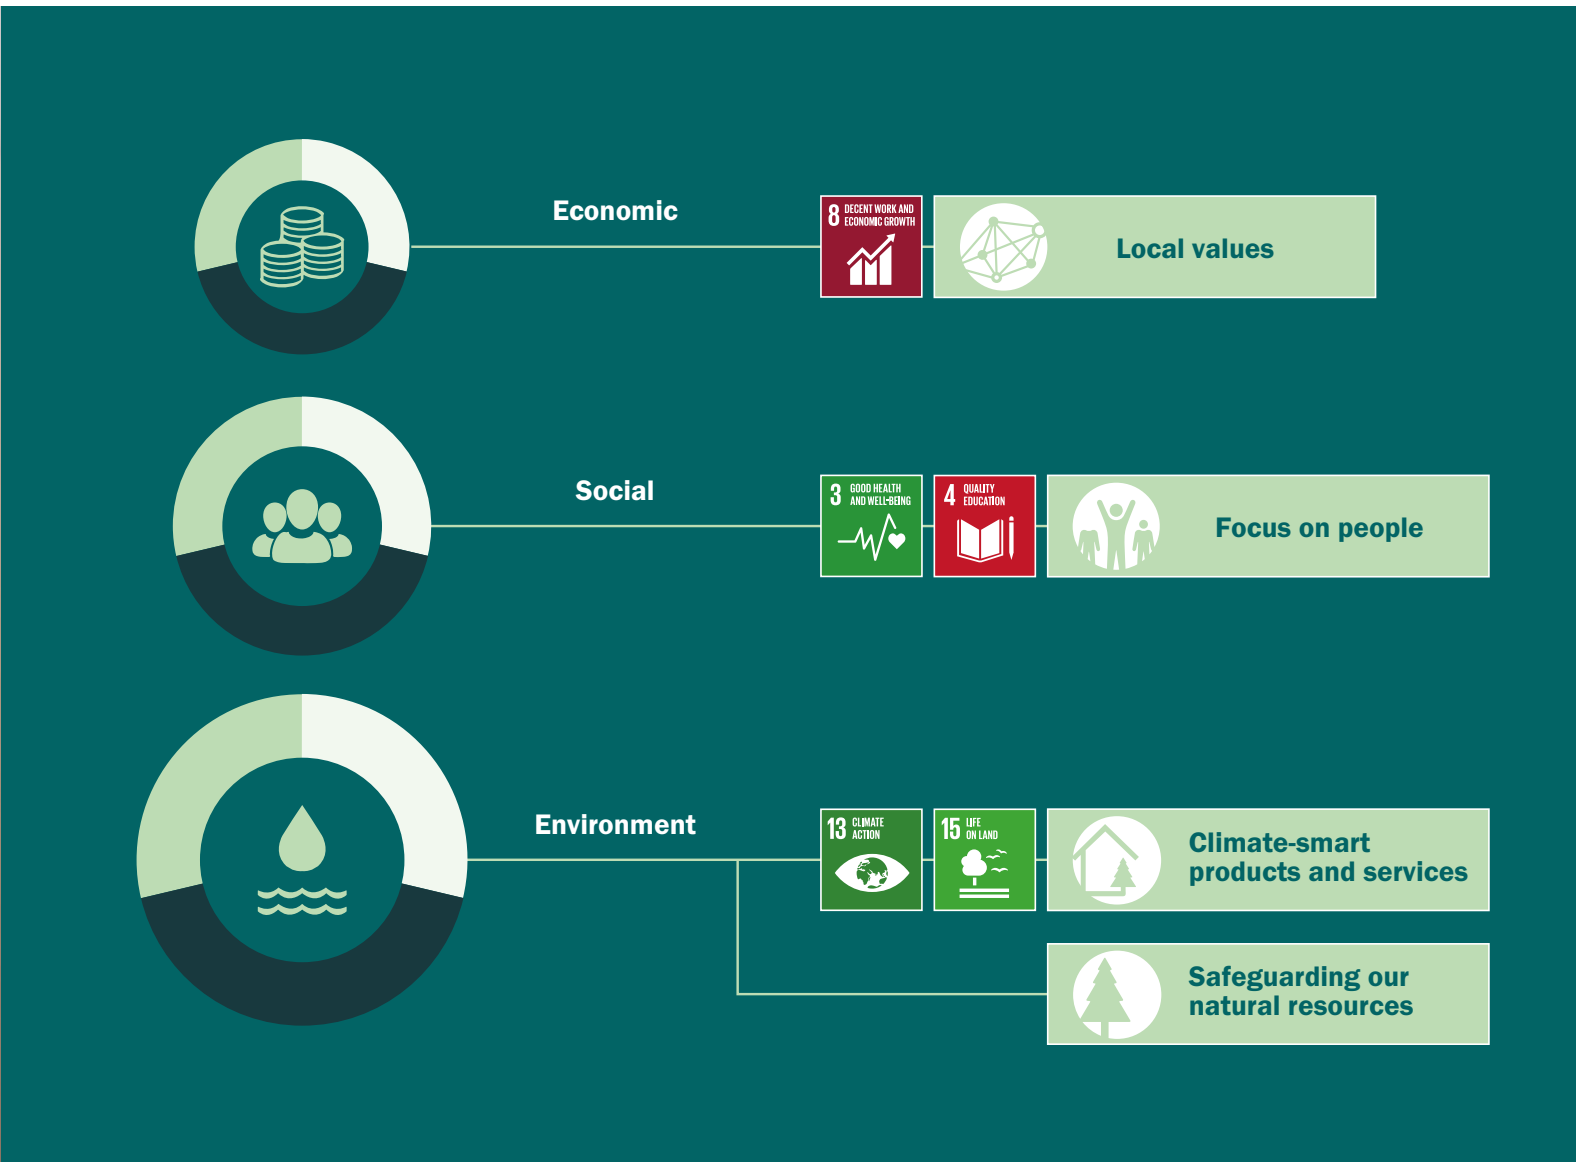 Economic
8 DECENT WORK AND
ECONOMIC GROWTH
Local values
Social
3 GOOD HEALTH
AND WELL-BEING
4 QUALITY
EDUCATION
Focus on people
Environment
13 CLIMATE
ACTION
15 LIFE
ON LAND
Climate-smart
products and services
Safeguarding our
natural resources